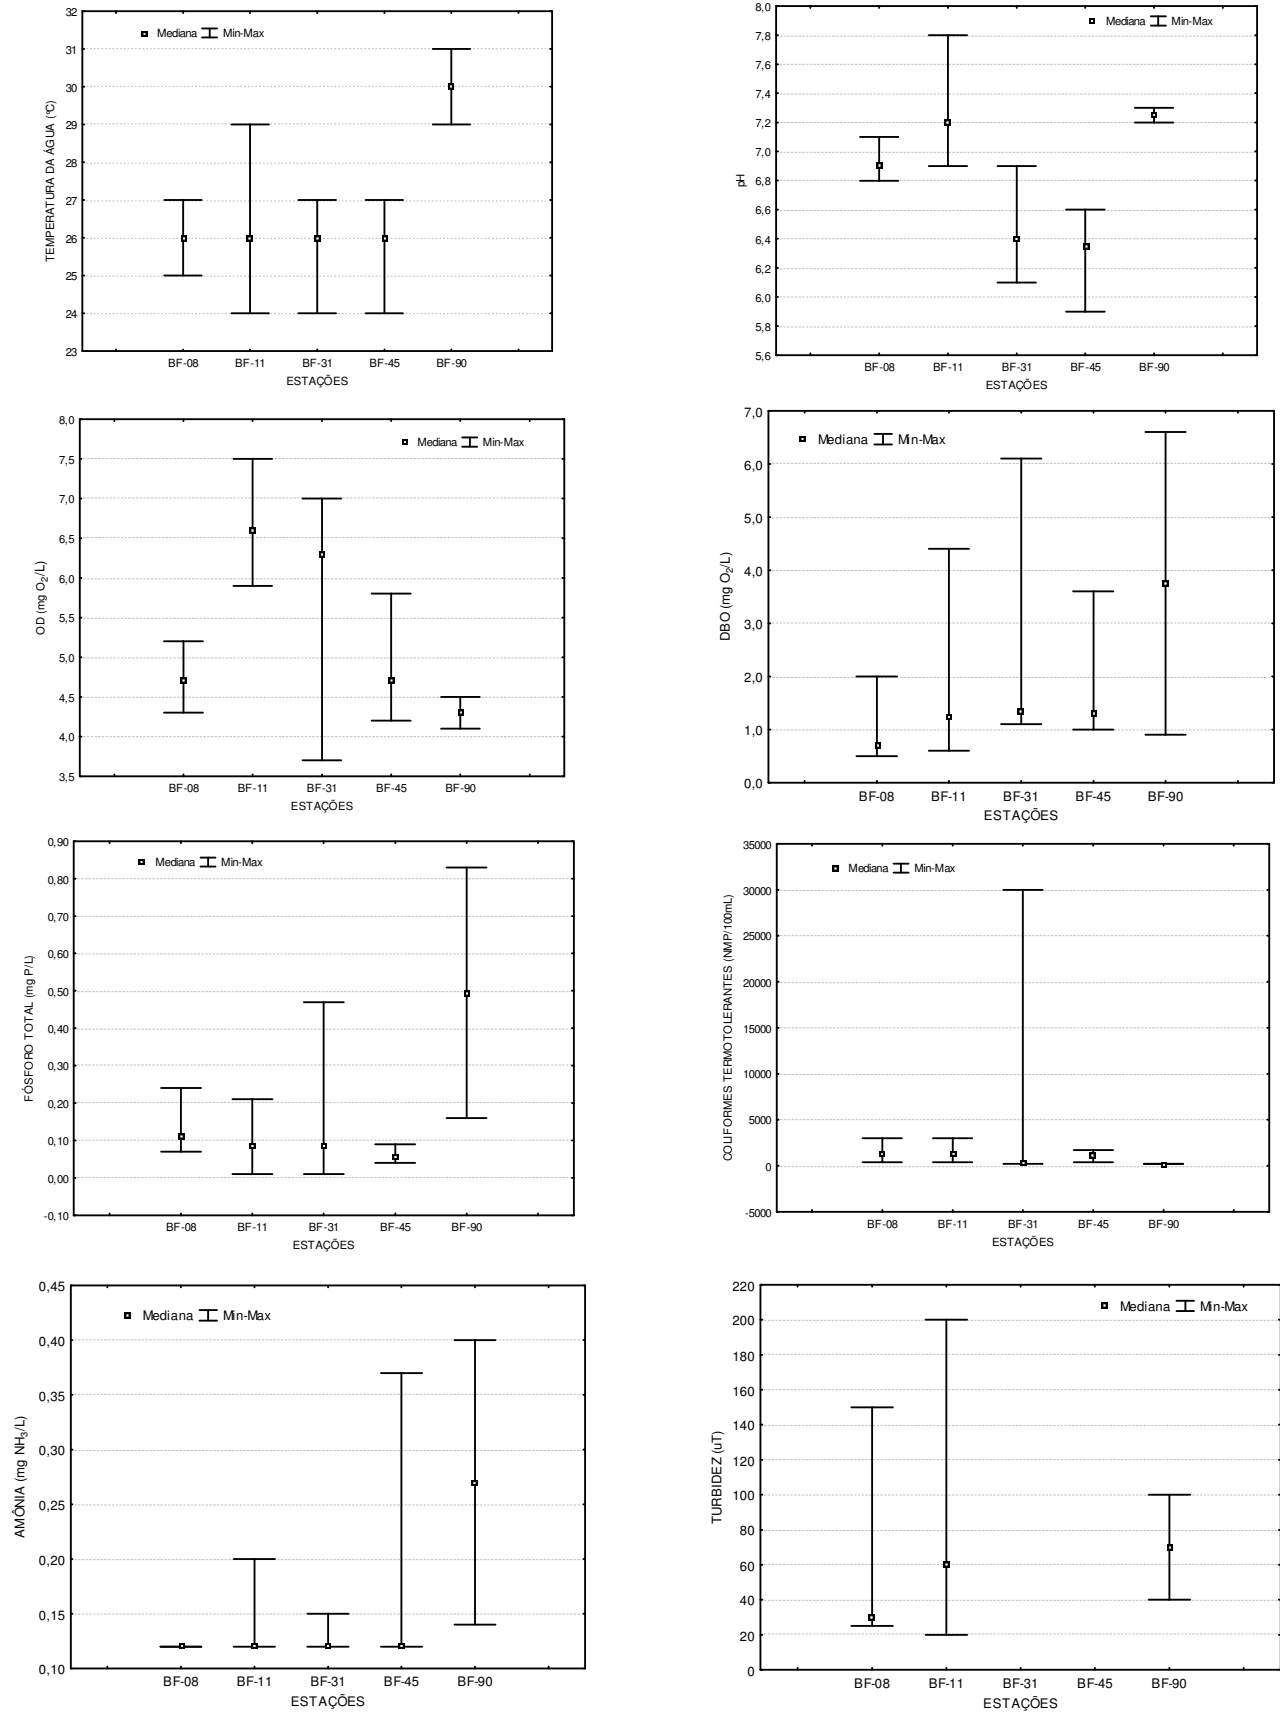 Mediana Min-Max
TEMPERATURA DA ÁGUA (°C)
32
31
30
29
28
27
26
25
24
23
BF-08 BF-11 BF-31 BF-45 BF-90
ESTAÇÕES
Mediana Min-Max
pH
8,0
7,8
7,6
7,4
7,2
7,0
6,8
6,6
6,4
6,2
6,0
5,8
5,6
BF-08 BF-11 BF-31 BF-45 BF-90
ESTAÇÕES
Mediana Min-Max
OD (mg O₂/L)
8,0
7,5
7,0
6,5
6,0
5,5
5,0
4,5
4,0
3,5
BF-08 BF-11 BF-31 BF-45 BF-90
ESTAÇÕES
Mediana Min-Max
DBO (mg O₂/L)
7,0
6,0
5,0
4,0
3,0
2,0
1,0
0,0
BF-08 BF-11 BF-31 BF-45 BF-90
ESTAÇÕES
Mediana Min-Max
FÓSFORO TOTAL (mg P/L)
0,90
0,80
0,70
0,60
0,50
0,40
0,30
0,20
0,10
0,00
-0,10
BF-08 BF-11 BF-31 BF-45 BF-90
ESTAÇÕES
Mediana Min-Max
COLIFORMES TERMOTOLERANTES (NMP/100mL)
35000
30000
25000
20000
15000
10000
5000
0
-5000
BF-08 BF-11 BF-31 BF-45 BF-90
ESTAÇÕES
Mediana Min-Max
AMÔNIA (mg NH₃/L)
0,45
0,40
0,35
0,30
0,25
0,20
0,15
0,10
BF-08 BF-11 BF-31 BF-45 BF-90
ESTAÇÕES
Mediana Min-Max
TURBIDEZ (uT)
220
200
180
160
140
120
100
80
60
40
20
0
BF-08 BF-11 BF-31 BF-45 BF-90
ESTAÇÕES